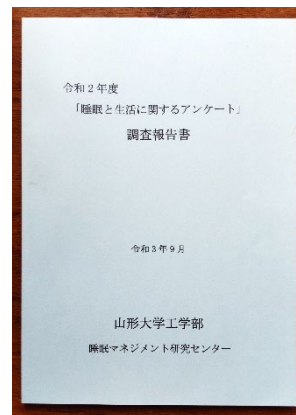 令和２年度
「睡眠と生活に関するアンケート」
調査報告書
令和３年９月
山形大学工学部
睡眠マネジメント研究センター